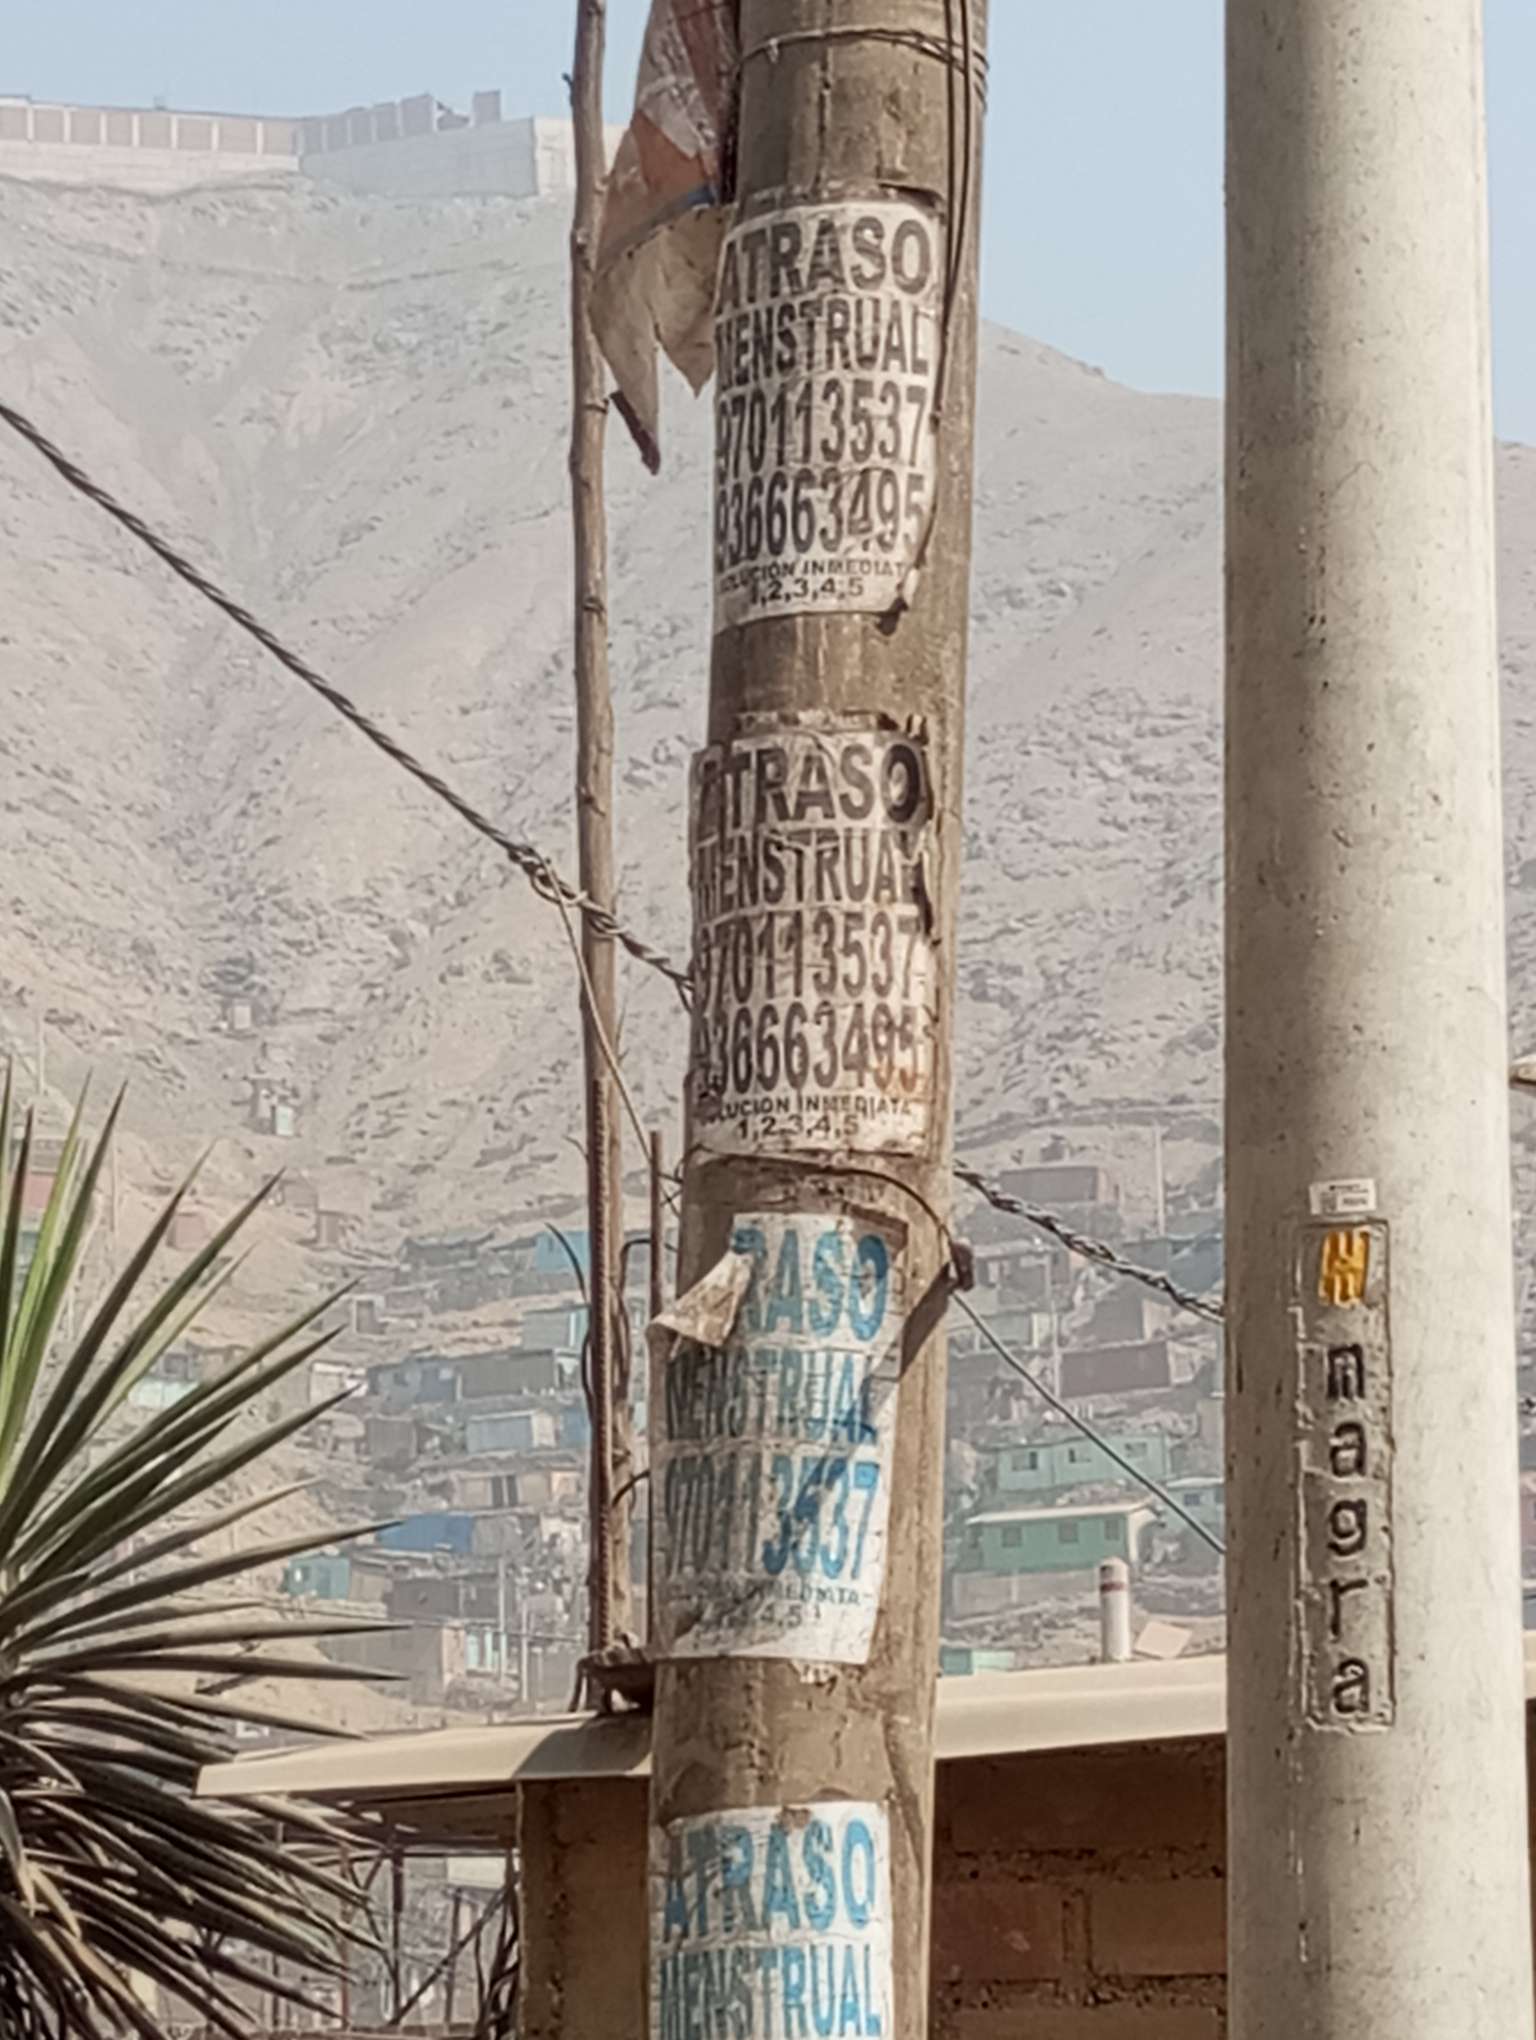 ATRASO
MENSTRUAL
970113537
936663495
SOLUCION INMEDIATA
1,2,3,4,5
ATRASO
MENSTRUAL
970113537
936663495
SOLUCION INMEDIATA
1,2,3,4,5
RASO
MENSTRUAL
970113537
INMEDIATA
ATRASO
MENSTRUAL
magra